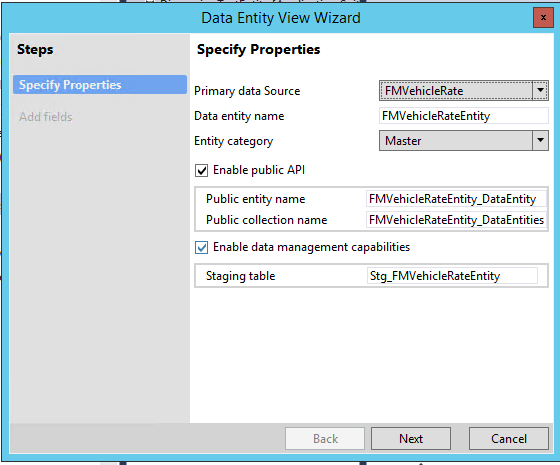 Data Entity View Wizard
x
Steps
Specify Properties
Add fields
Specify Properties
Primary data Source
FMVehicleRate
Data entity name
FMVehicleRateEntity
Entity category
Master
Enable public API
Public entity name
FMVehicleRateEntity_DataEntity
Public collection name
FMVehicleRateEntity_DataEntities
Enable data management capabilities
Staging table
Stg_FMVehicleRateEntity
Back
Next
Cancel